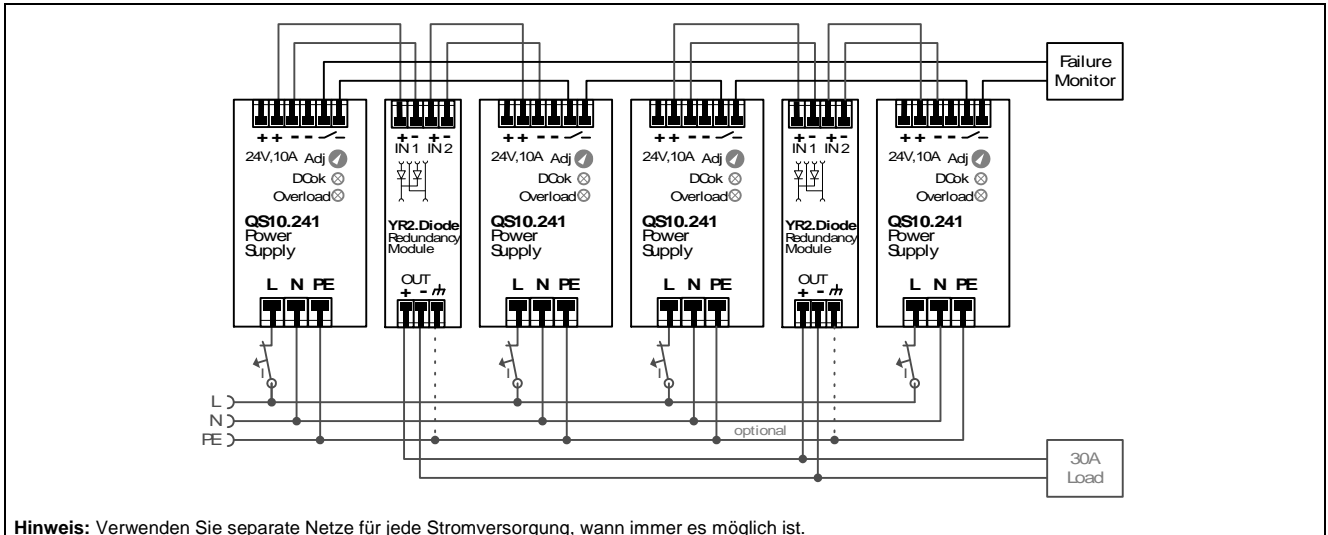 Failure
Monitor
+ + - -
+ - + -
IN 1 IN 2
+ + - -
+ + - -
+ - + -
IN 1 IN 2
+ + - -
24V,10A Adj
DCok
Overload
QS10.241
Power
Supply
L N PE
YR2.Diode
Redundancy
Module
OUT
+ -
24V,10A Adj
DCok
Overload
QS10.241
Power
Supply
L N PE
24V,10A Adj
DCok
Overload
QS10.241
Power
Supply
L N PE
YR2.Diode
Redundancy
Module
OUT
+ -
24V,10A Adj
DCok
Overload
QS10.241
Power
Supply
L N PE
I
I
I
I
L
N
PE
optional
30A
Load
Hinweis: Verwenden Sie separate Netze für jede Stromversorgung, wann immer es möglich ist.